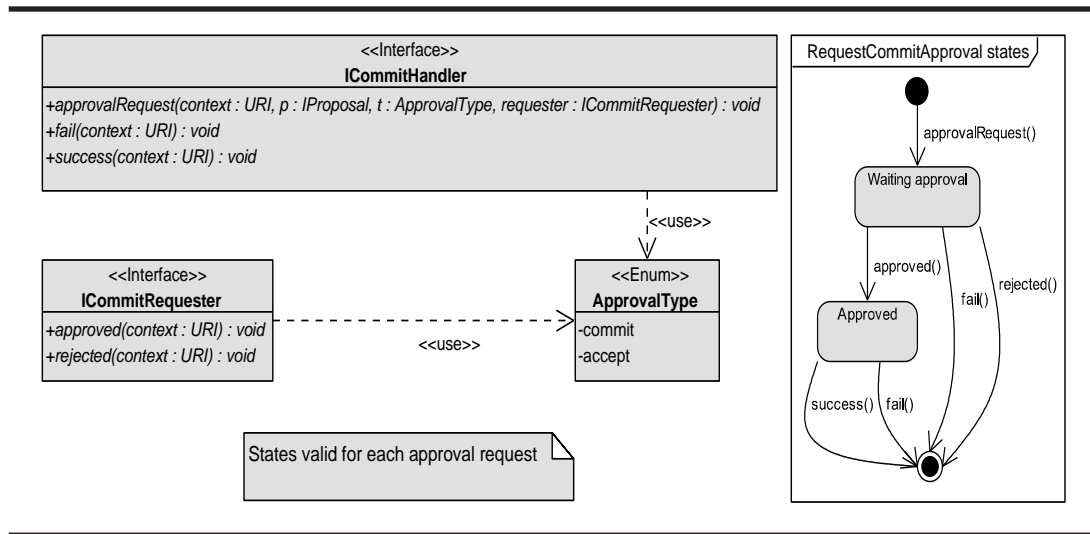 <<Interface>>
ICommitHandler
+approvalRequest(context : URI, p : IProposal, t : ApprovalType, requester : ICommitRequester) : void
+fail(context : URI) : void
+success(context : URI) : void
<<use>>
<<Interface>>
ICommitRequester
+approved(context : URI) : void
+rejected(context : URI) : void
<<use>>
<<Enum>>
ApprovalType
-commit
-accept
States valid for each approval request
RequestCommitApproval states
approvalRequest()
Waiting approval
approved()
fail()
rejected()
Approved
success()
fail()